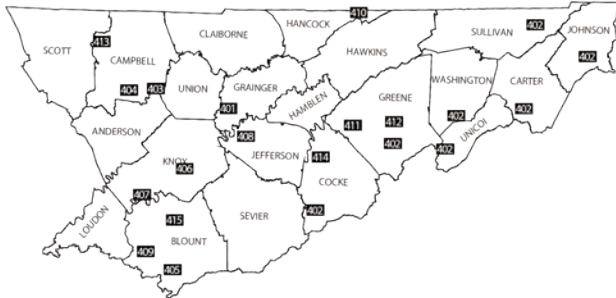 HANCOCK
410
SULLIVAN
402
JOHNSON
402
SCOTT
413
CAMPBELL
404
403
CLAIBORNE
HAWKINS
UNION
GRAINGER
401
HAMBLEN
GREENE
411
412
402
WASHINGTON
402
CARTER
402
UNICOI
402
ANDERSON
KNOX
406
408
JEFFERSON
414
COCKE
402
407
LOUDON
415
BLOUNT
409
405
SEVIER